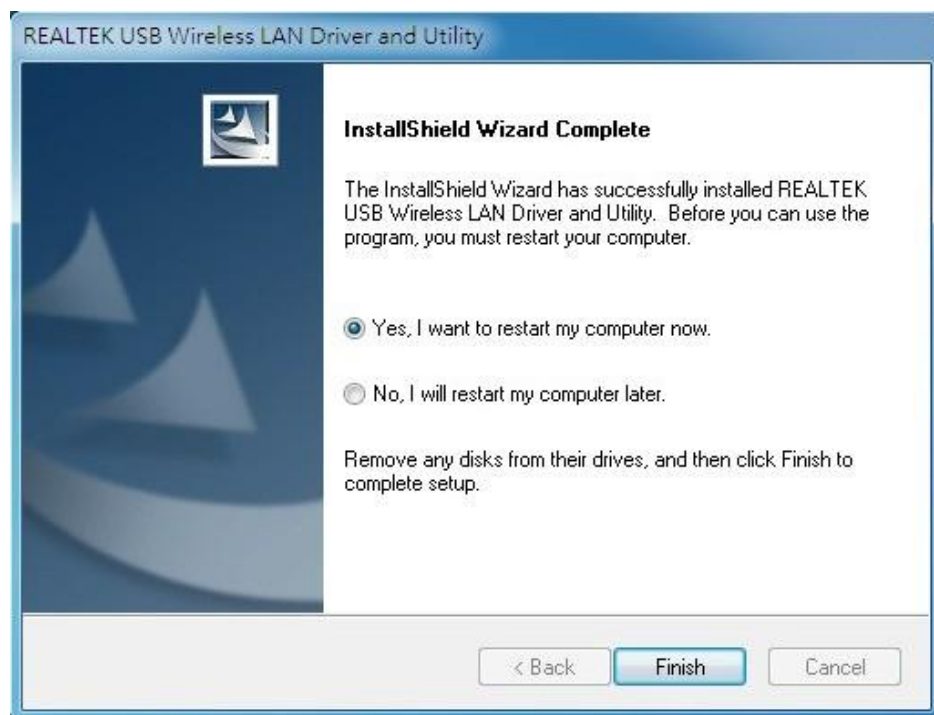 REALTEK USB Wireless LAN Driver and Utility
InstallShield Wizard Complete
The InstallShield Wizard has successfully installed REALTEK
USB Wireless LAN Driver and Utility.  Before you can use the
program, you must restart your computer.
Yes, I want to restart my computer now.
No, I will restart my computer later.
Remove any disks from their drives, and then click Finish to
complete setup.
< Back Finish Cancel